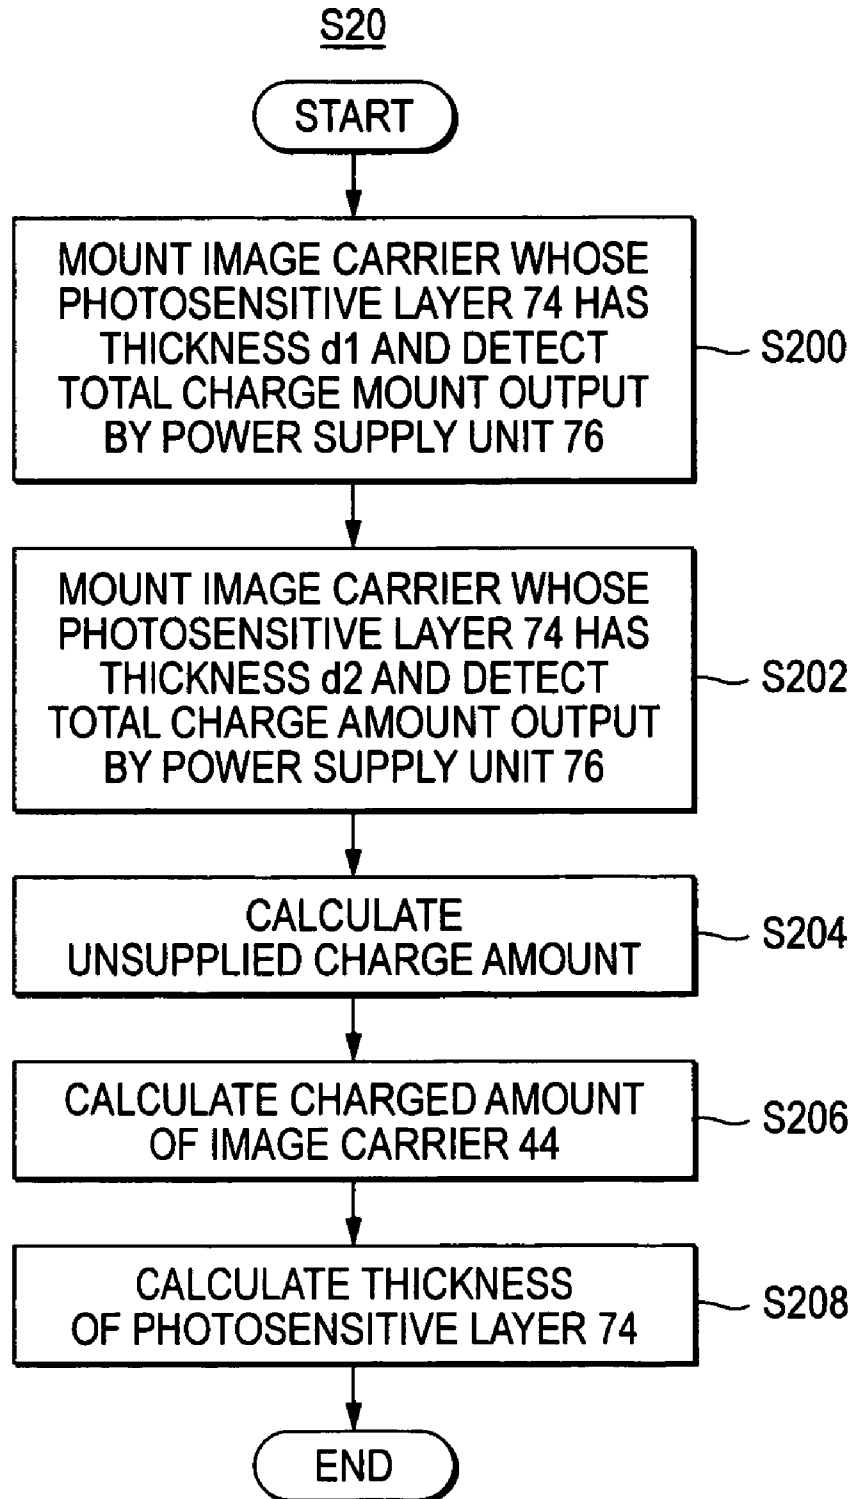 S20
START
MOUNT IMAGE CARRIER WHOSE
PHOTOSENSITIVE LAYER 74 HAS
THICKNESS d1 AND DETECT
TOTAL CHARGE MOUNT OUTPUT
BY POWER SUPPLY UNIT 76
S200
MOUNT IMAGE CARRIER WHOSE
PHOTOSENSITIVE LAYER 74 HAS
THICKNESS d2 AND DETECT
TOTAL CHARGE AMOUNT OUTPUT
BY POWER SUPPLY UNIT 76
S202
CALCULATE
UNSUPPLIED CHARGE AMOUNT
S204
CALCULATE CHARGED AMOUNT
OF IMAGE CARRIER 44
S206
CALCULATE THICKNESS
OF PHOTOSENSITIVE LAYER 74
S208
END